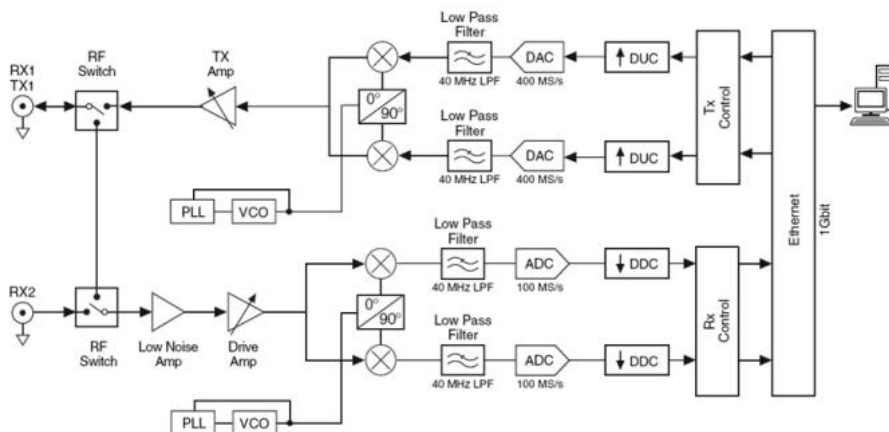 RX1
TX1
RF
Switch
TX
Amp
0°
90°
Low Pass
Filter
40 MHz LPF
DAC
400 MS/s
↑ DUC
Low Pass
Filter
40 MHz LPF
DAC
400 MS/s
↑ DUC
Tx
Control
PLL
VCO
Ethernet
1Gbit
RX2
RF
Switch
Low Noise
Amp
Drive
Amp
0°
90°
Low Pass
Filter
40 MHz LPF
ADC
100 MS/s
↓ DDC
Low Pass
Filter
40 MHz LPF
ADC
100 MS/s
↓ DDC
Rx
Control
PLL
VCO